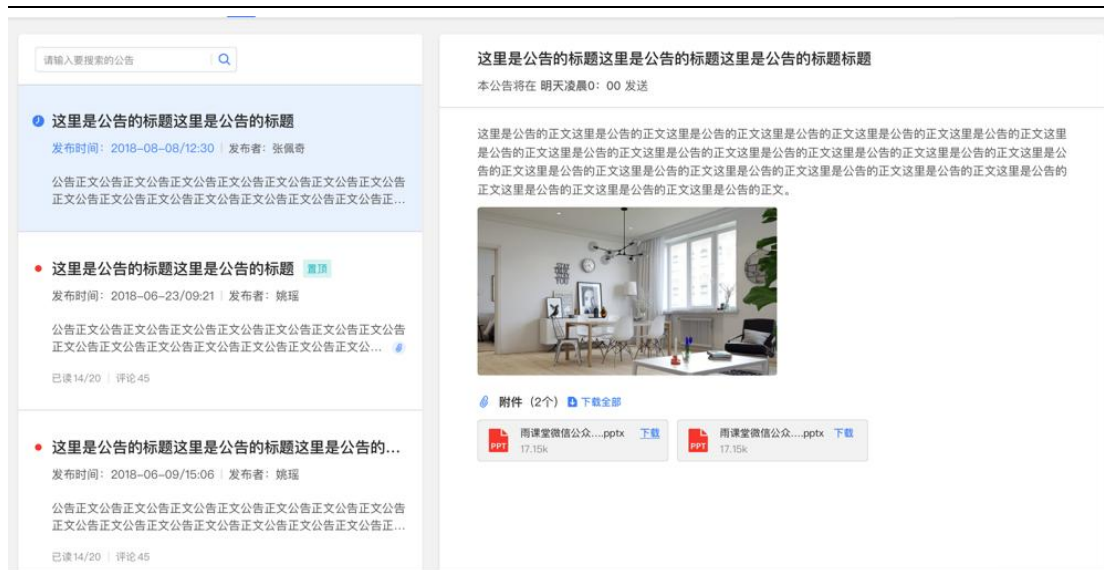 请输入要搜索的公告
这里是公告的标题这里是公告的标题
发布时间：2018-08-08/12:30 | 发布者：张佩奇
公告正文公告正文公告正文公告正文公告正文公告正文公告
正文公告正文公告正文公告正文公告正文公告正文公告正...
这里是公告的标题这里是公告的标题 置顶
发布时间：2018-06-23/09:21 | 发布者：姚瑶
公告正文公告正文公告正文公告正文公告正文公告正文公告
正文公告正文公告正文公告正文公告正文公告正文公...
已读14/20 | 评论45
这里是公告的标题这里是公告的标题这里是公告的...
发布时间：2018-06-09/15:06 | 发布者：姚瑶
公告正文公告正文公告正文公告正文公告正文公告正文公告
正文公告正文公告正文公告正文公告正文公告正文公告正...
已读14/20 | 评论45
这里是公告的标题这里是公告的标题这里是公告的标题标题
本公告将在 明天凌晨0：00 发送
这里是公告的正文这里是公告的正文这里是公告的正文这里是公告的正文这里是公告的正文这里是公告的正文这里
是公告的正文这里是公告的正文这里是公告的正文这里是公告的正文这里是公告的正文这里是公告的正文这里是公
告的正文这里是公告的正文这里是公告的正文这里是公告的正文这里是公告的正文这里是公告的正文这里是公告的
正文这里是公告的正文这里是公告的正文这里是公告的正文。
附件（2个） 下载全部
PPT 雨课堂微信公众....pptx 下载
17.15k
PPT 雨课堂微信公众....pptx 下载
17.15k